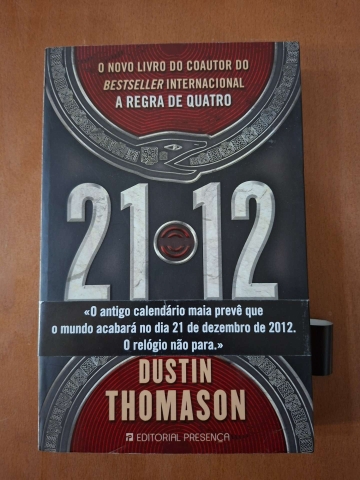 O NOVO LIVRO DO COAUTOR DO
BESTSELLER INTERNACIONAL
A REGRA DE QUATRO
21 12
«O antigo calendário maia prevê que
o mundo acabará no dia 21 de dezembro de 2012.
O relógio não para.»
DUSTIN
THOMASON
EDITORIAL PRESENÇA